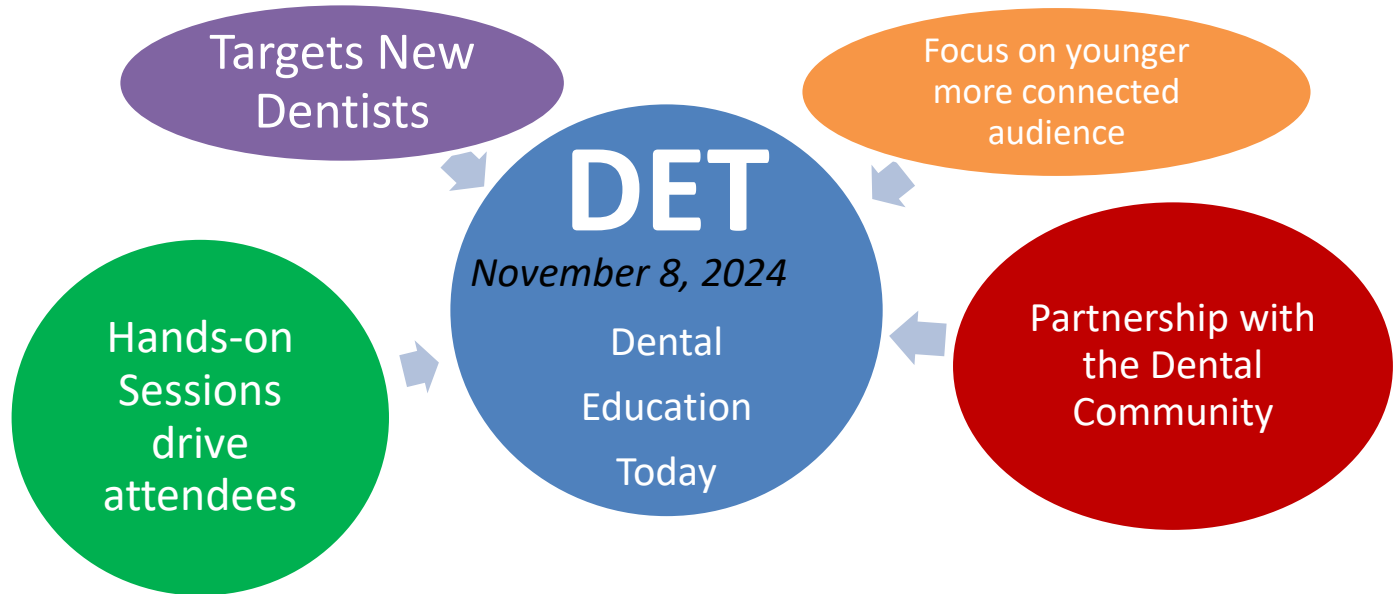 Targets New
Dentists
Focus on younger
more connected
audience
DET
November 8, 2024
Dental
Education
Today
Hands-on
Sessions
drive
attendees
Partnership with
the Dental
Community